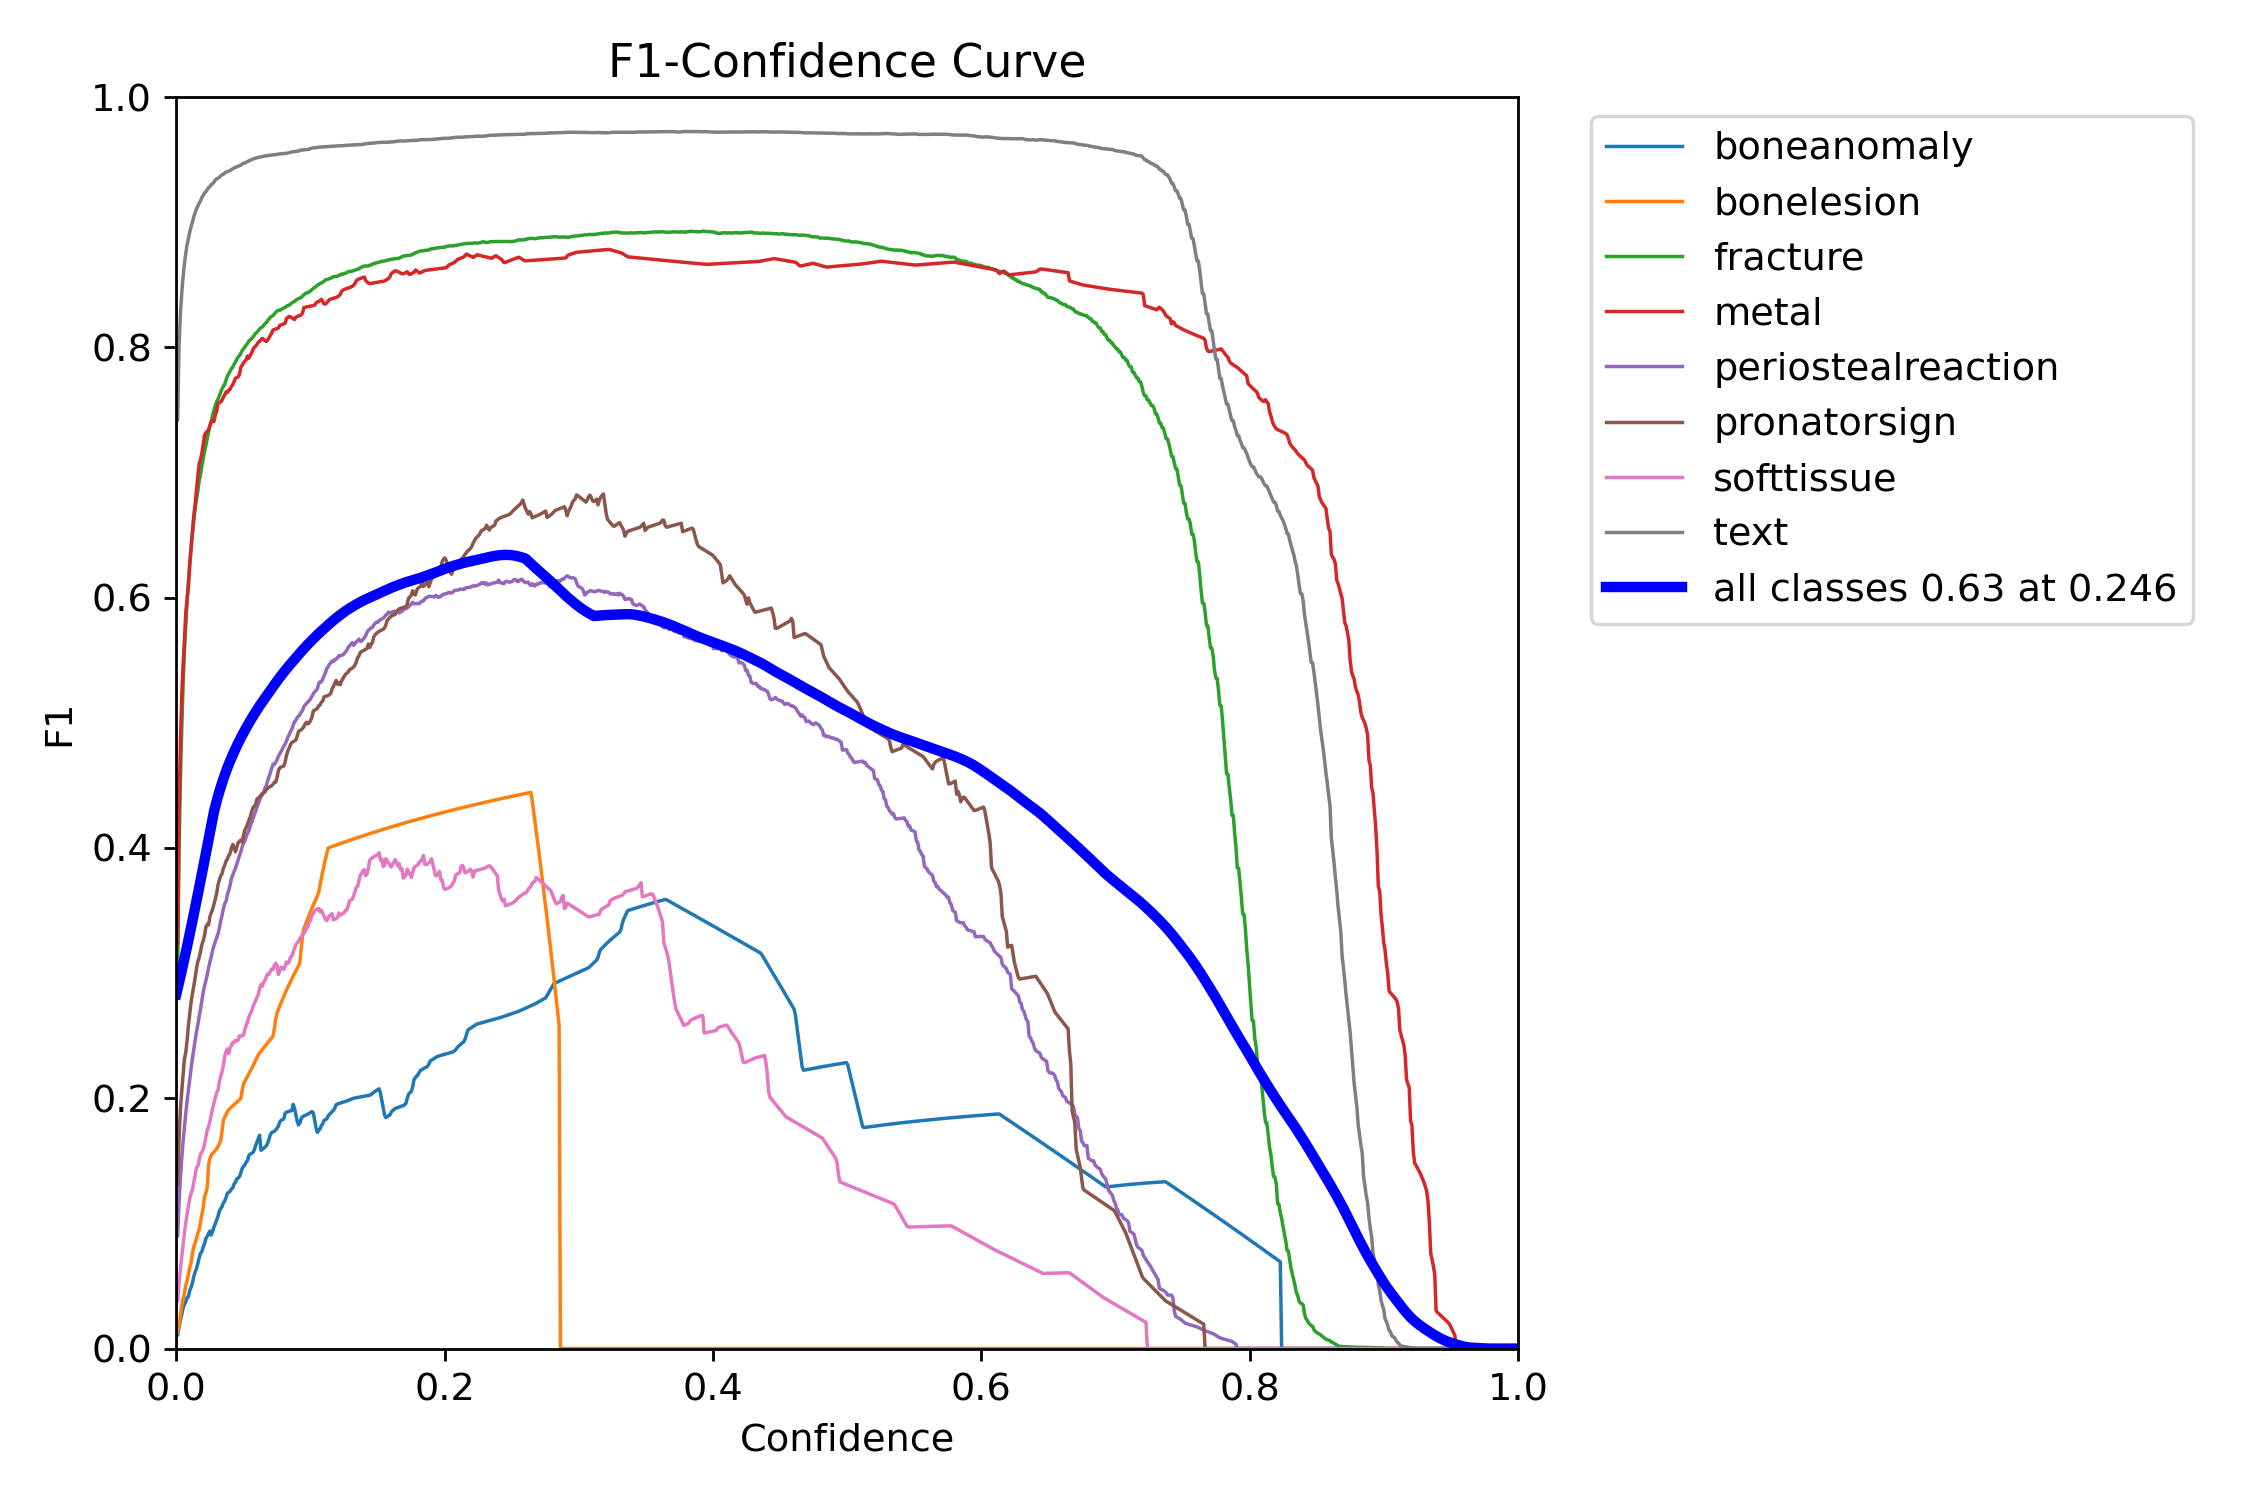 F1-Confidence Curve
1.0
0.8
0.6
0.4
0.2
0.0
F1
0.0 0.2 0.4 0.6 0.8 1.0
Confidence
boneanomaly
bonelesion
fracture
metal
periostealreaction
pronatorsign
softtissue
text
all classes 0.63 at 0.246